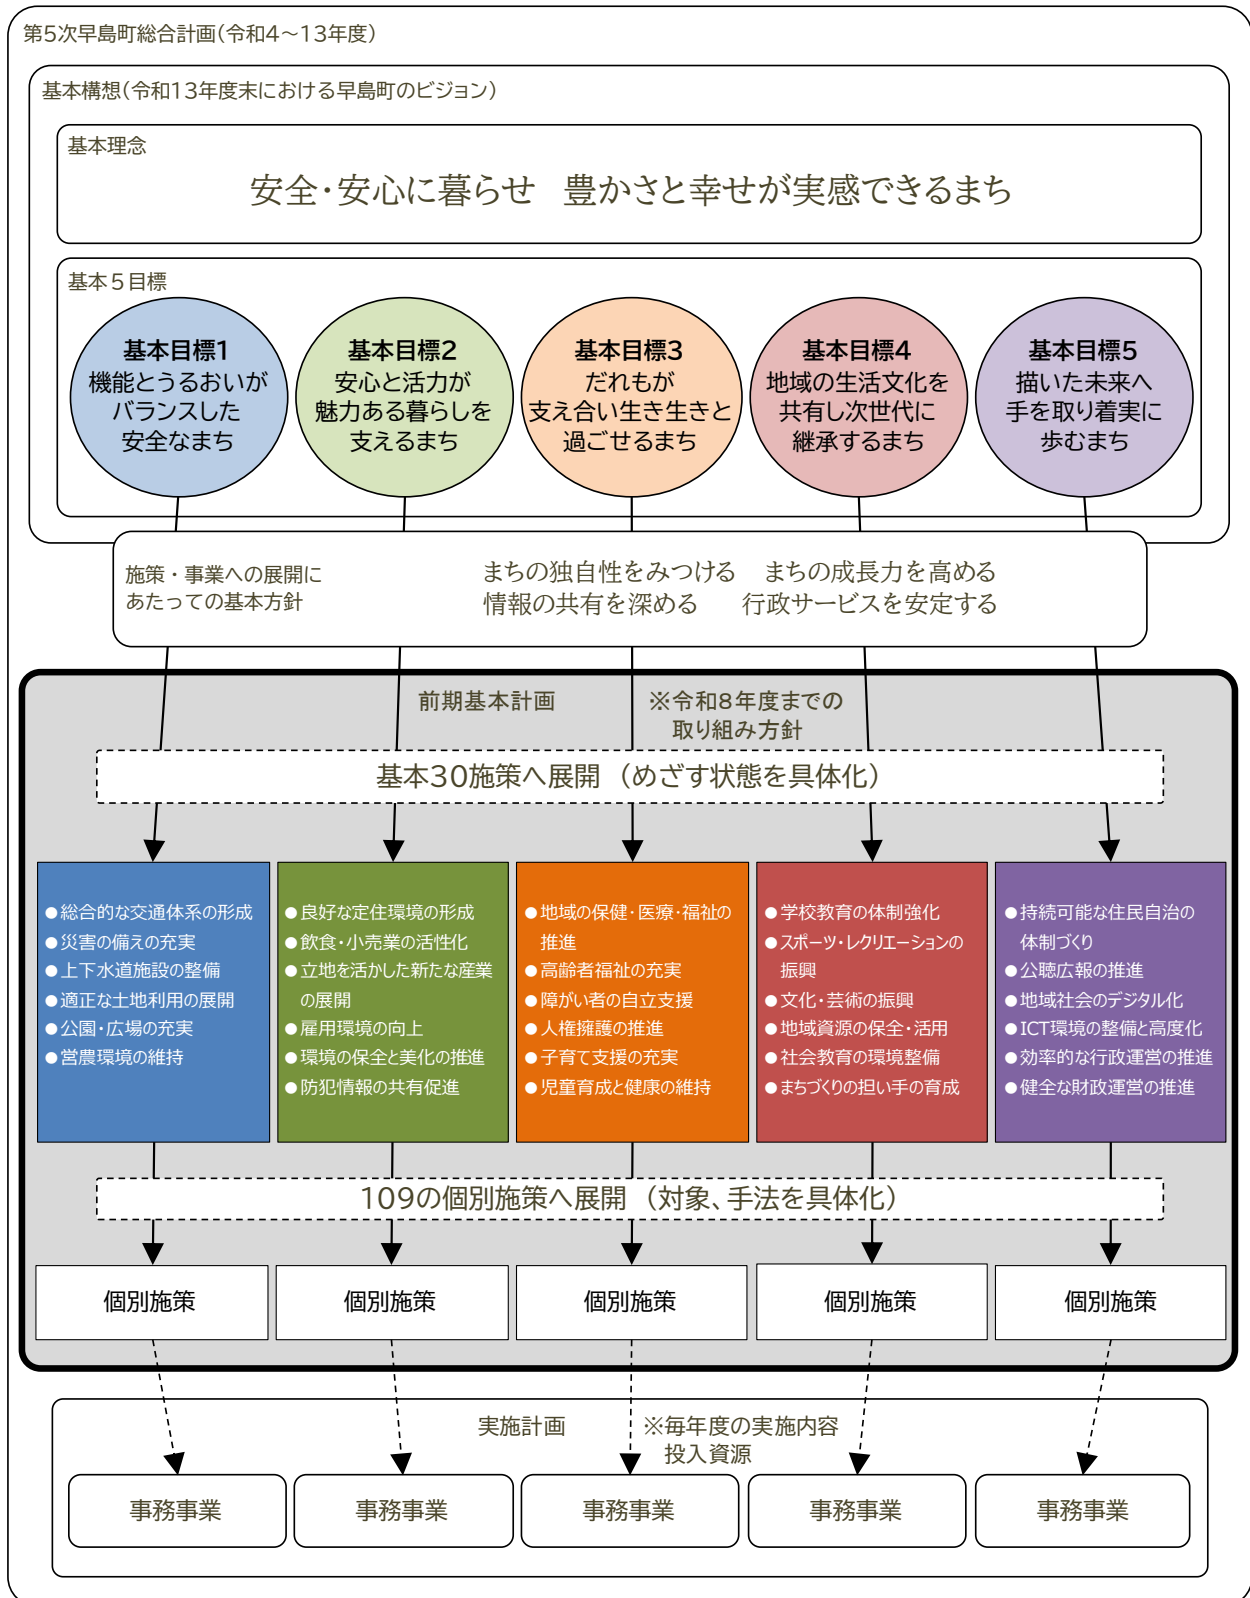 第5次早島町総合計画(令和4～13年度)
基本構想(令和13年度末における早島町のビジョン)
基本理念
安全・安心に暮らせ　豊かさと幸せが実感できるまち
基本5目標
基本目標1
機能とうるおいが
バランスした
安全なまち
基本目標2
安心と活力が
魅力ある暮らしを
支えるまち
基本目標3
だれもが
支え合い生き生きと
過ごせるまち
基本目標4
地域の生活文化を
共有し次世代に
継承するまち
基本目標5
描いた未来へ
手を取り着実に
歩むまち
施策・事業への展開に
あたっての基本方針
まちの独自性をみつける　まちの成長力を高める
情報の共有を深める　行政サービスを安定する
前期基本計画
※令和8年度までの
取り組み方針
基本30施策へ展開　(めざす状態を具体化)
●総合的な交通体系の形成
●災害の備えの充実
●上下水道施設の整備
●適正な土地利用の展開
●公園・広場の充実
●営農環境の維持
●良好な定住環境の形成
●飲食・小売業の活性化
●立地を活かした新たな産業
の展開
●雇用環境の向上
●環境の保全と美化の推進
●防犯情報の共有促進
●地域の保健・医療・福祉の
推進
●高齢者福祉の充実
●障がい者の自立支援
●人権擁護の推進
●子育て支援の充実
●児童育成と健康の維持
●学校教育の体制強化
●スポーツ・レクリエーションの
振興
●文化・芸術の振興
●地域資源の保全・活用
●社会教育の環境整備
●まちづくりの担い手の育成
●持続可能な住民自治の
体制づくり
●公聴広報の推進
●地域社会のデジタル化
●ICT環境の整備と高度化
●効率的な行政運営の推進
●健全な財政運営の推進
109の個別施策へ展開　(対象、手法を具体化)
個別施策
個別施策
個別施策
個別施策
個別施策
実施計画
※毎年度の実施内容
投入資源
事務事業
事務事業
事務事業
事務事業
事務事業